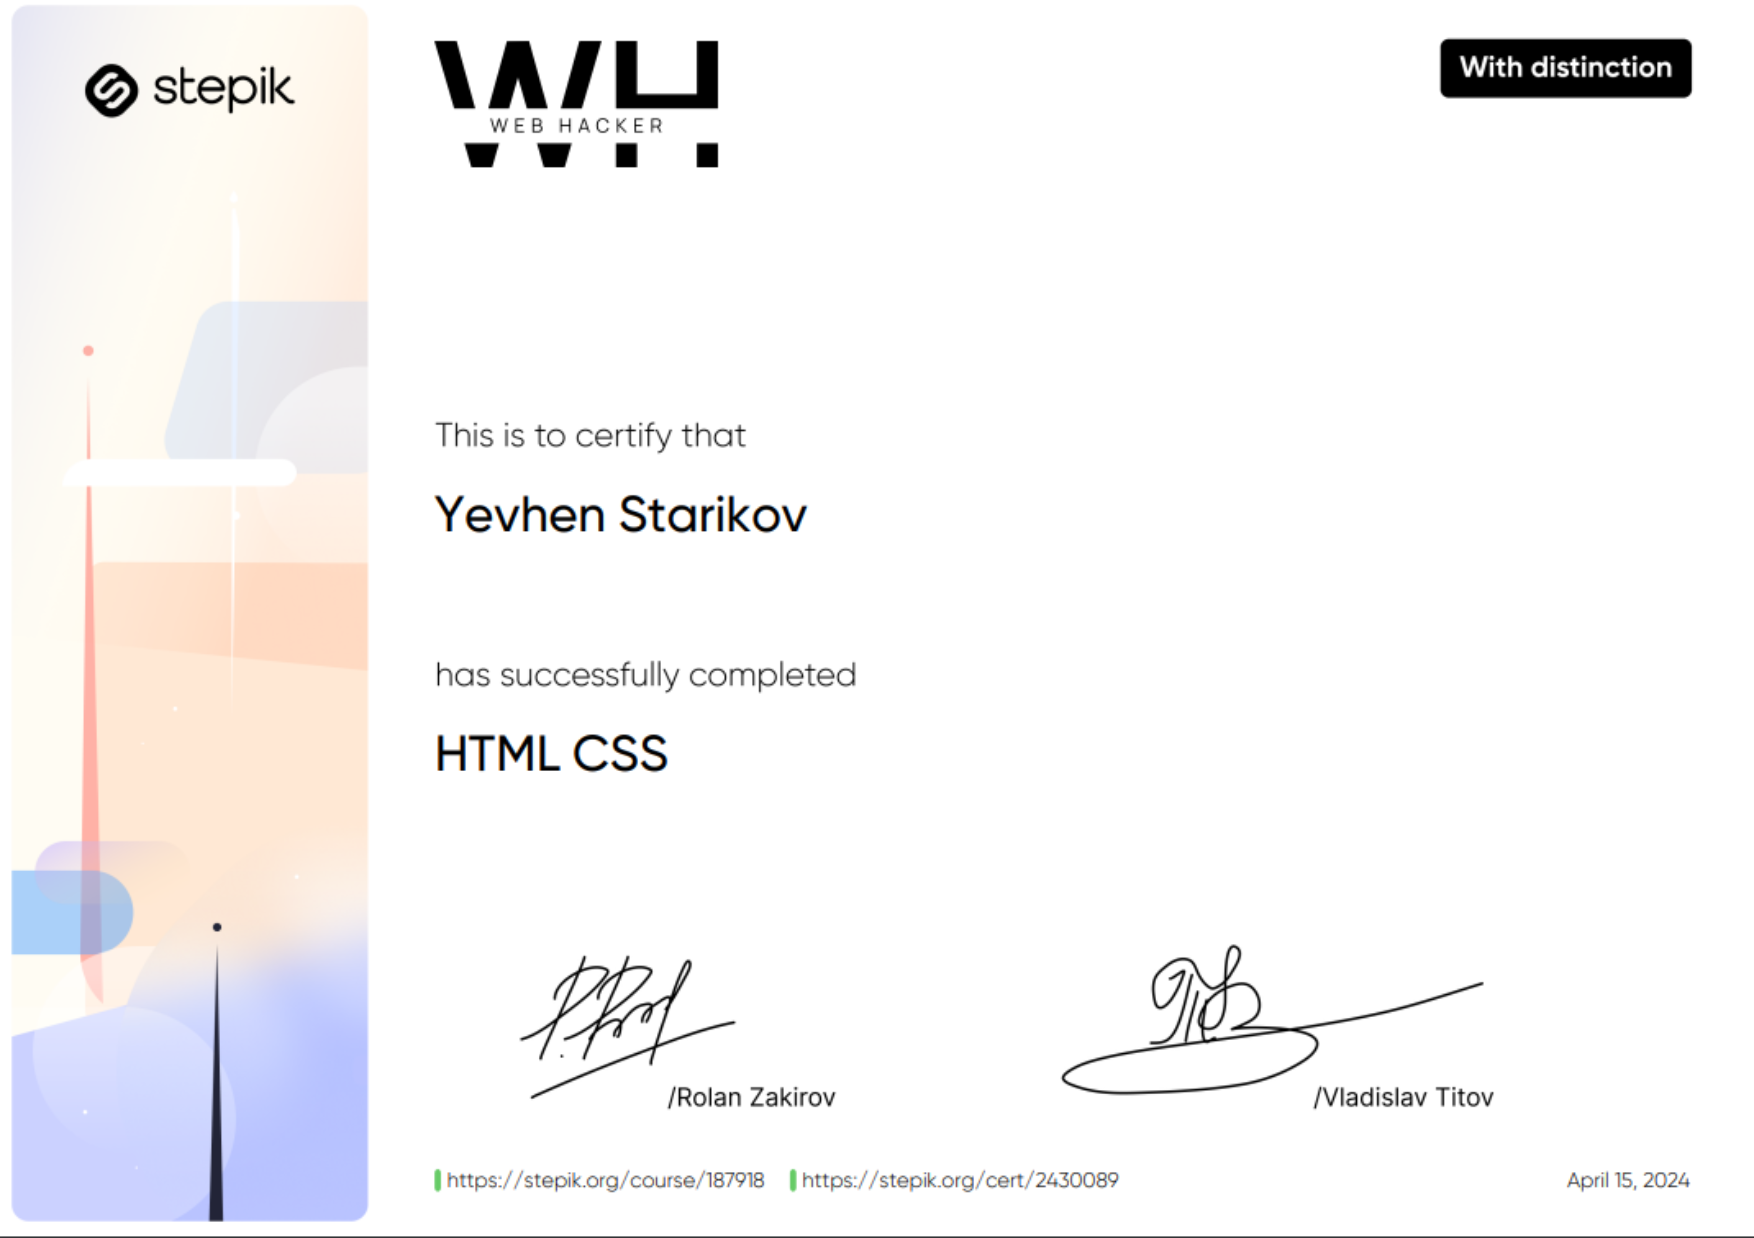 stepik
WH
WEB HACKER
With distinction
This is to certify that
Yevhen Starikov
has successfully completed
HTML CSS
/Rolan Zakirov
/Vladislav Titov
https://stepik.org/course/187918
https://stepik.org/cert/2430089
April 15, 2024